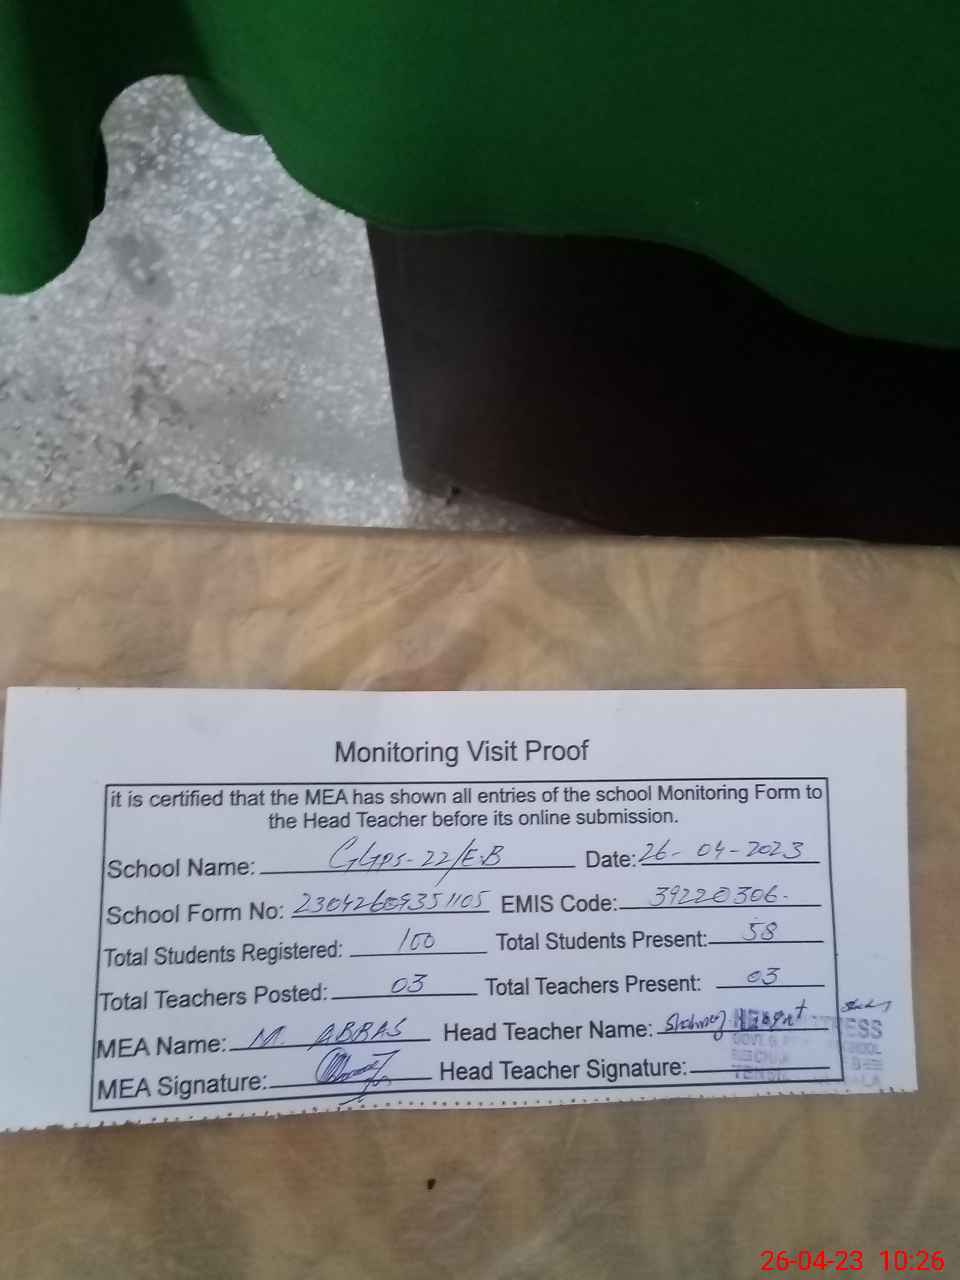 Monitoring Visit Proof
it is certified that the MEA has shown all entries of the school Monitoring Form to
the Head Teacher before its online submission.
School Name: GGPS-22/E.B Date: 26-04-2023
School Form No: 23042609351105 EMIS Code: 39220306.
Total Students Registered: 100 Total Students Present: 58
Total Teachers Posted: 03 Total Teachers Present: 03
MEA Name: M. ABBAS Head Teacher Name:
MEA Signature: Head Teacher Signature:
26-04-23 10:26